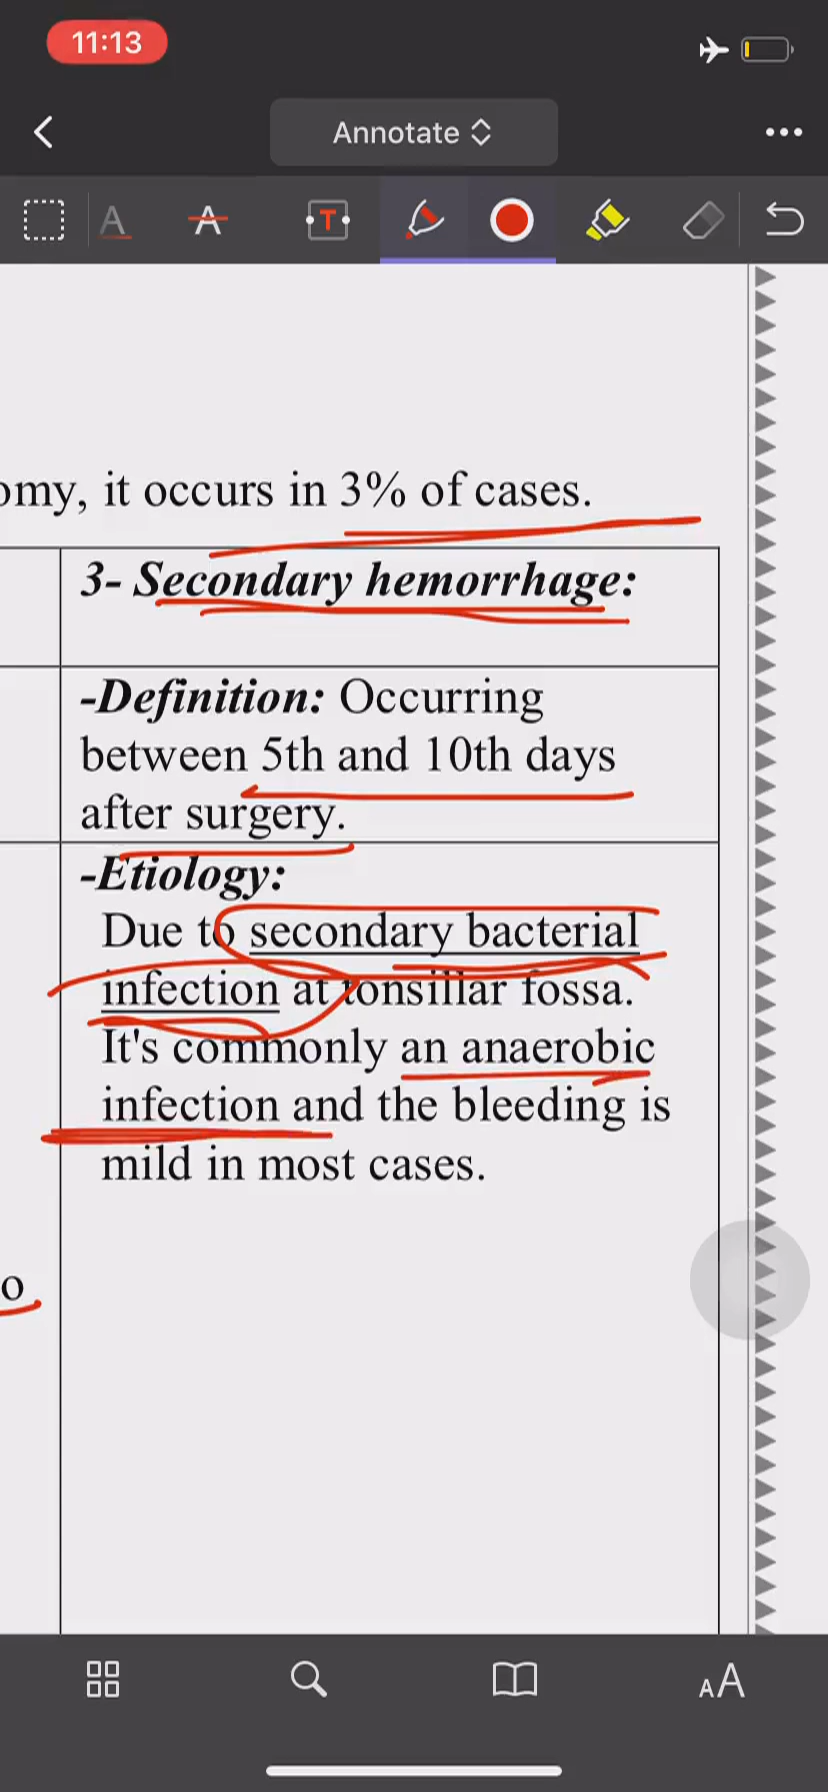 11:13
Annotate
A A T
omy, it occurs in 3% of cases.
3- Secondary hemorrhage:
-Definition: Occurring
between 5th and 10th days
after surgery.
-Etiology:
Due to secondary bacterial
infection at tonsillar fossa.
It's commonly an anaerobic
infection and the bleeding is
mild in most cases.
o
AA